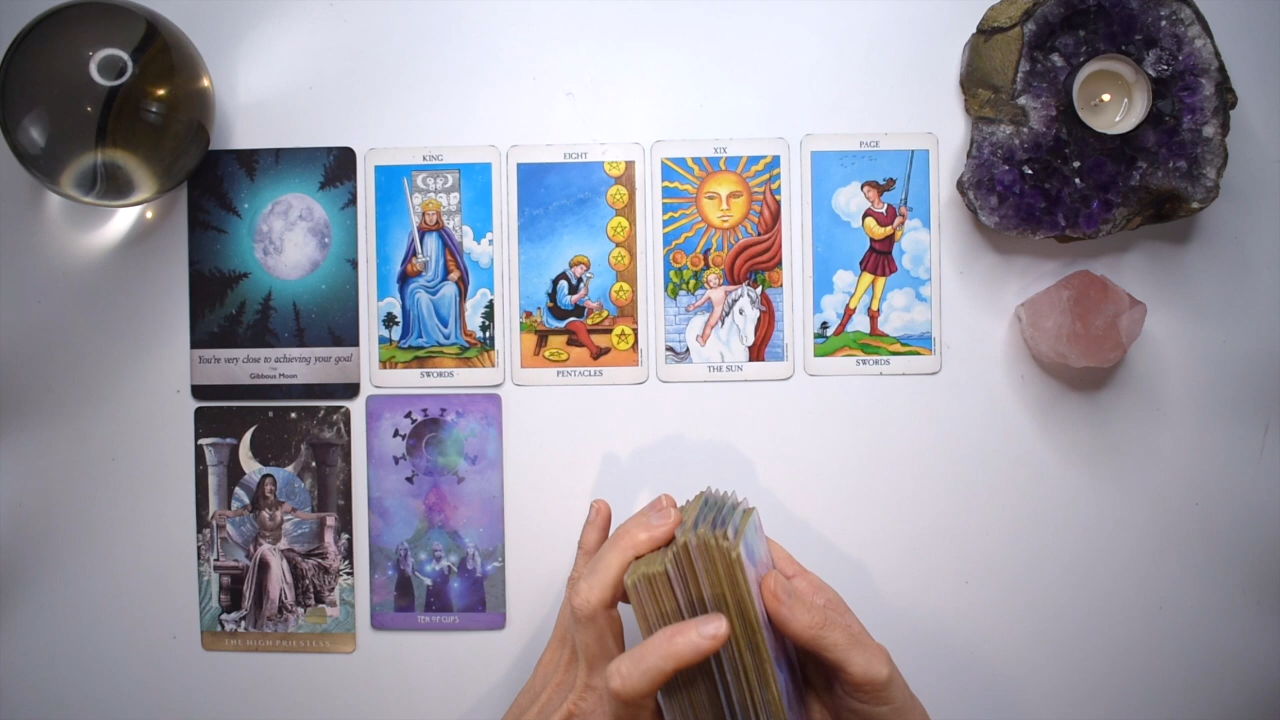 You're very close to achieving your goal
Gibbous Moon
KING
SWORDS
EIGHT
PENTACLES
XIX
THE SUN
PAGE
SWORDS
II
THE HIGH PRIESTESS
TEN OF CUPS